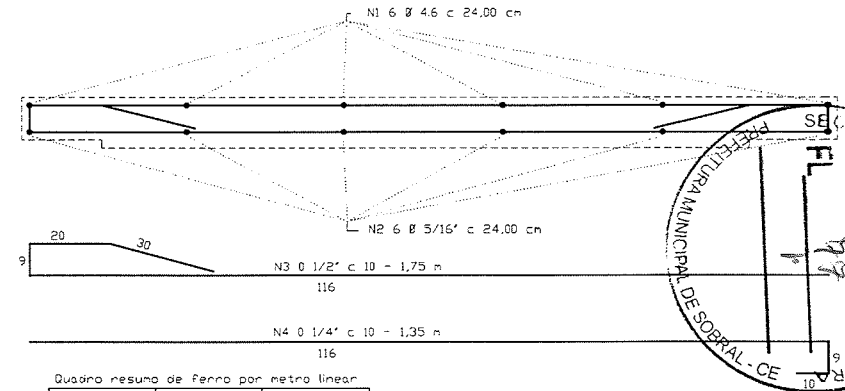 N1 6 Ø 4.6 c 24,00 cm
N2 6 Ø 5/16" c 24,00 cm
20
30
9
N3 0 1/2" c 10 - 1,75 m
116
N4 0 1/4" c 10 - 1,35 m
116
9
10
PREFEITURA MUNICIPAL DE SOBRAL - CE
SE
FL
Quadro resumo de ferro por metro linear